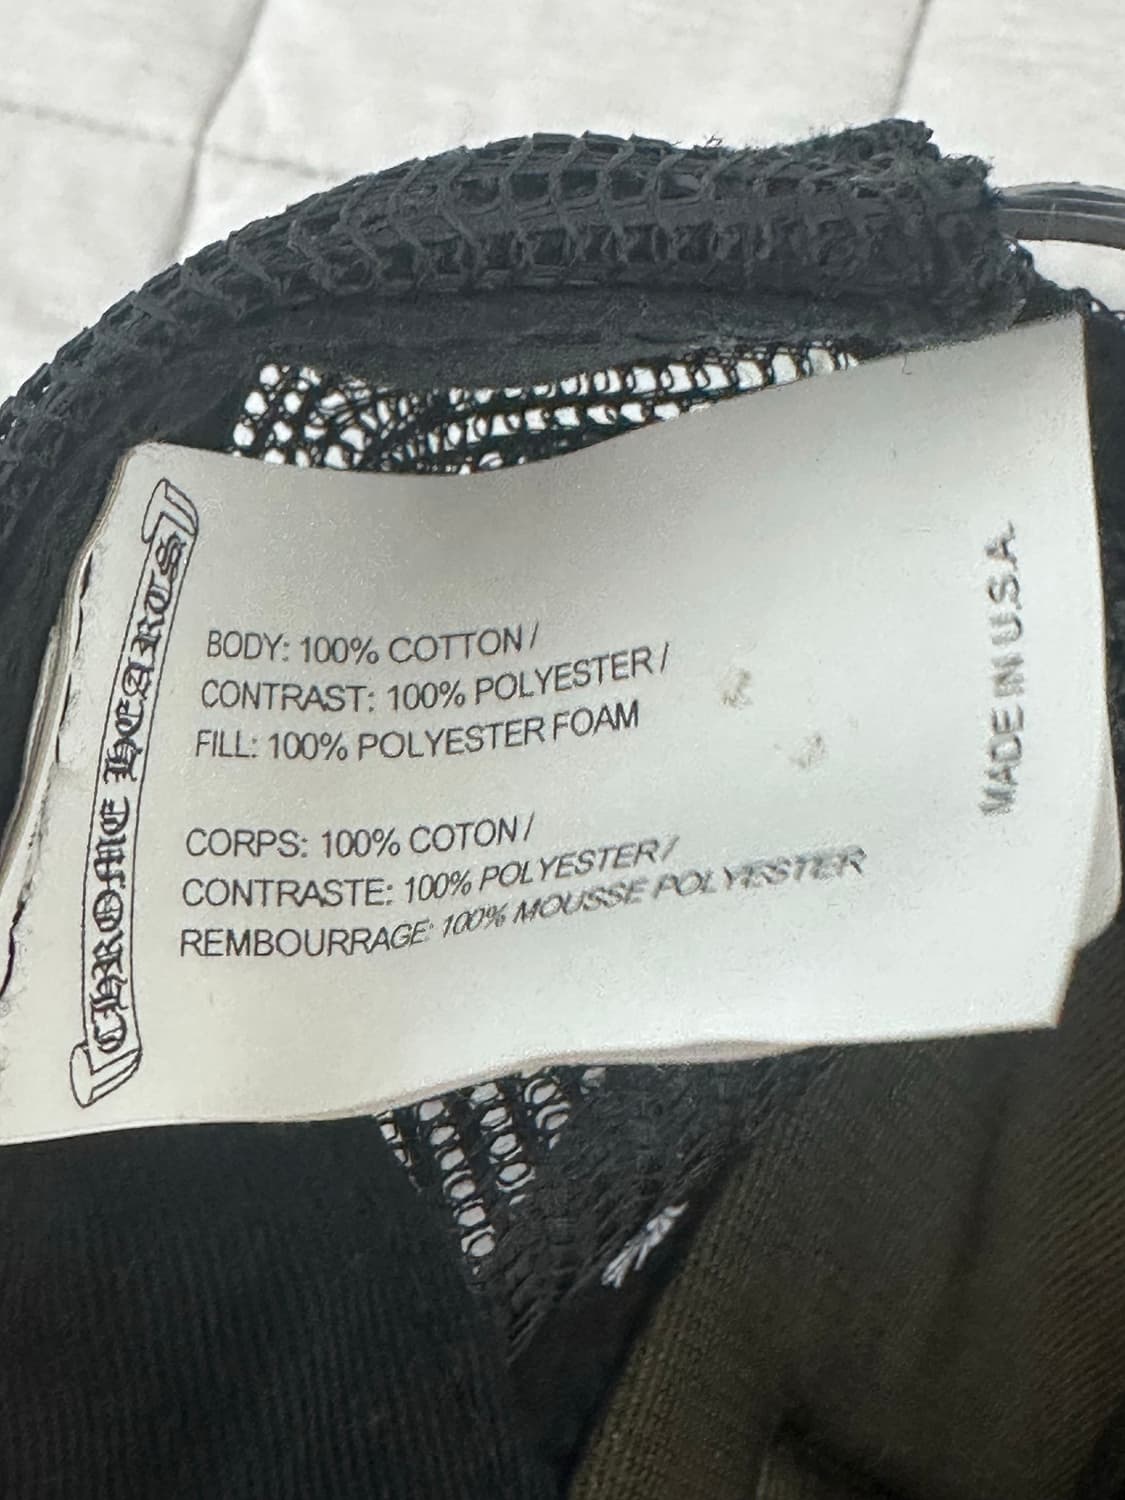 CHROME HEARTS
BODY: 100% COTTON /
CONTRAST: 100% POLYESTER /
FILL: 100% POLYESTER FOAM
CORPS: 100% COTON /
CONTRASTE: 100% POLYESTER /
REMBOURRAGE: 100% MOUSSE POLYESTER
MADE IN U.S.A.